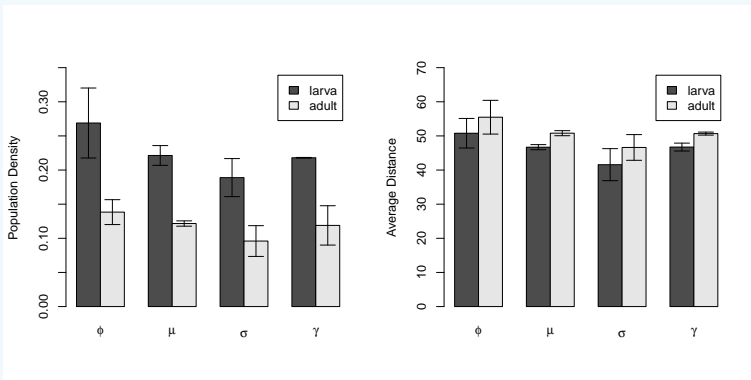 Population Density
0.00
0.10
0.20
0.30
larva
adult
ϕ
μ
σ
γ
Average Distance
0
10
20
30
40
50
60
70
larva
adult
ϕ
μ
σ
γ